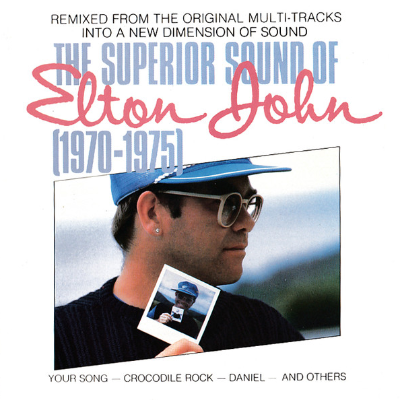 REMIXED FROM THE ORIGINAL MULTI-TRACKS
INTO A NEW DIMENSION OF SOUND
THE SUPERIOR SOUND OF
Elton John
(1970-1975)
YOUR SONG — CROCODILE ROCK — DANIEL — AND OTHERS